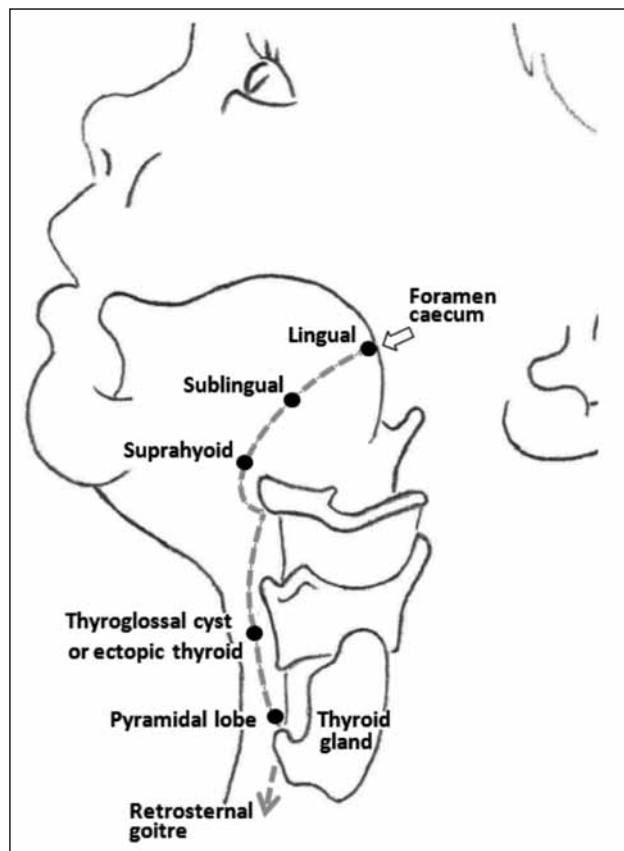 Foramen
caecum
Lingual
Sublingual
Suprahyoid
Thyroglossal cyst
or ectopic thyroid
Pyramidal lobe
Thyroid
gland
Retrosternal
goitre